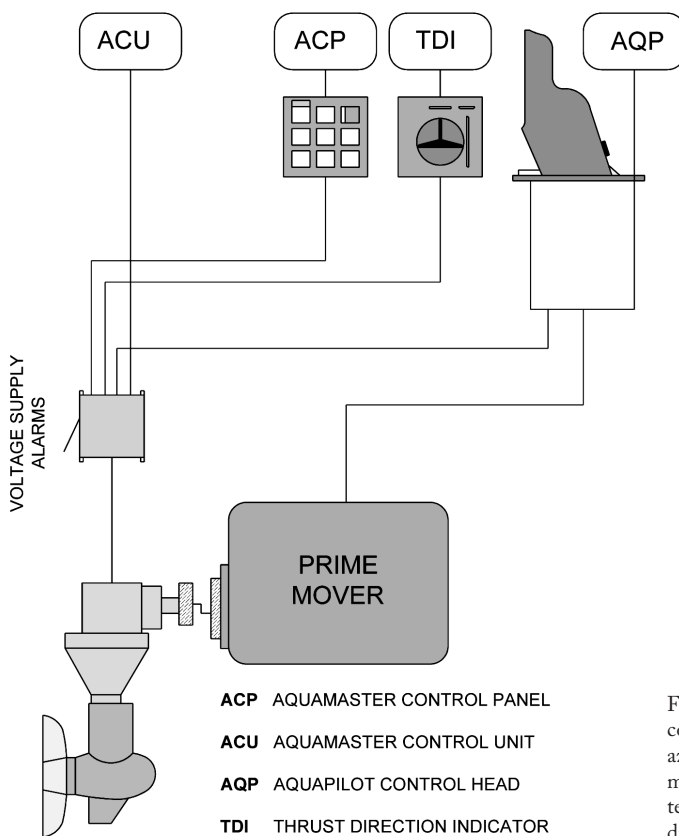 ACU
ACP
TDI
AQP
VOLTAGE SUPPLY
ALARMS
PRIME
MOVER
ACP AQUAMASTER CONTROL PANEL
ACU AQUAMASTER CONTROL UNIT
AQP AQUAPILOT CONTROL HEAD
TDI THRUST DIRECTION INDICATOR